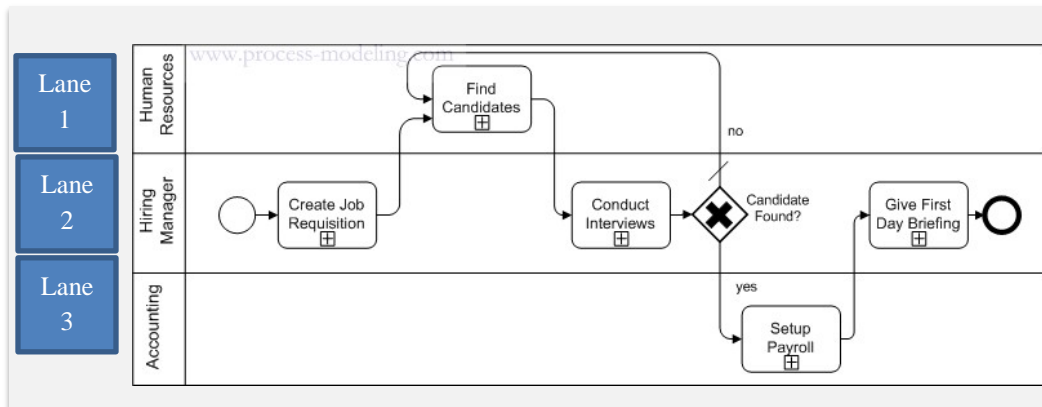 www.process-modeling.com
Lane
1
Human
Resources
Find
Candidates
no
Lane
2
Hiring
Manager
Create Job
Requisition
Conduct
Interviews
Candidate
Found?
Give First
Day Briefing
Lane
3
Accounting
yes
Setup
Payroll